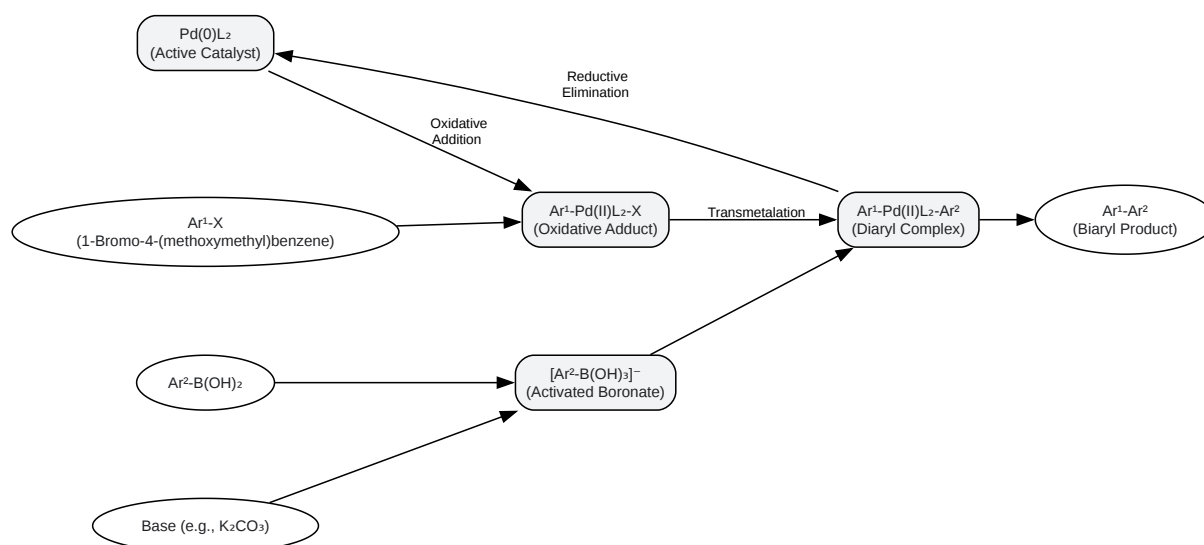 Pd(0)L₂
(Active Catalyst)
Reductive
Elimination
Oxidative
Addition
Ar¹-X
(1-Bromo-4-(methoxymethyl)benzene)
Ar¹-Pd(II)L₂-X
(Oxidative Adduct)
Transmetalation
Ar¹-Pd(II)L₂-Ar²
(Diaryl Complex)
Ar¹-Ar²
(Biaryl Product)
Ar²-B(OH)₂
[Ar²-B(OH)₃]⁻
(Activated Boronate)
Base (e.g., K₂CO₃)